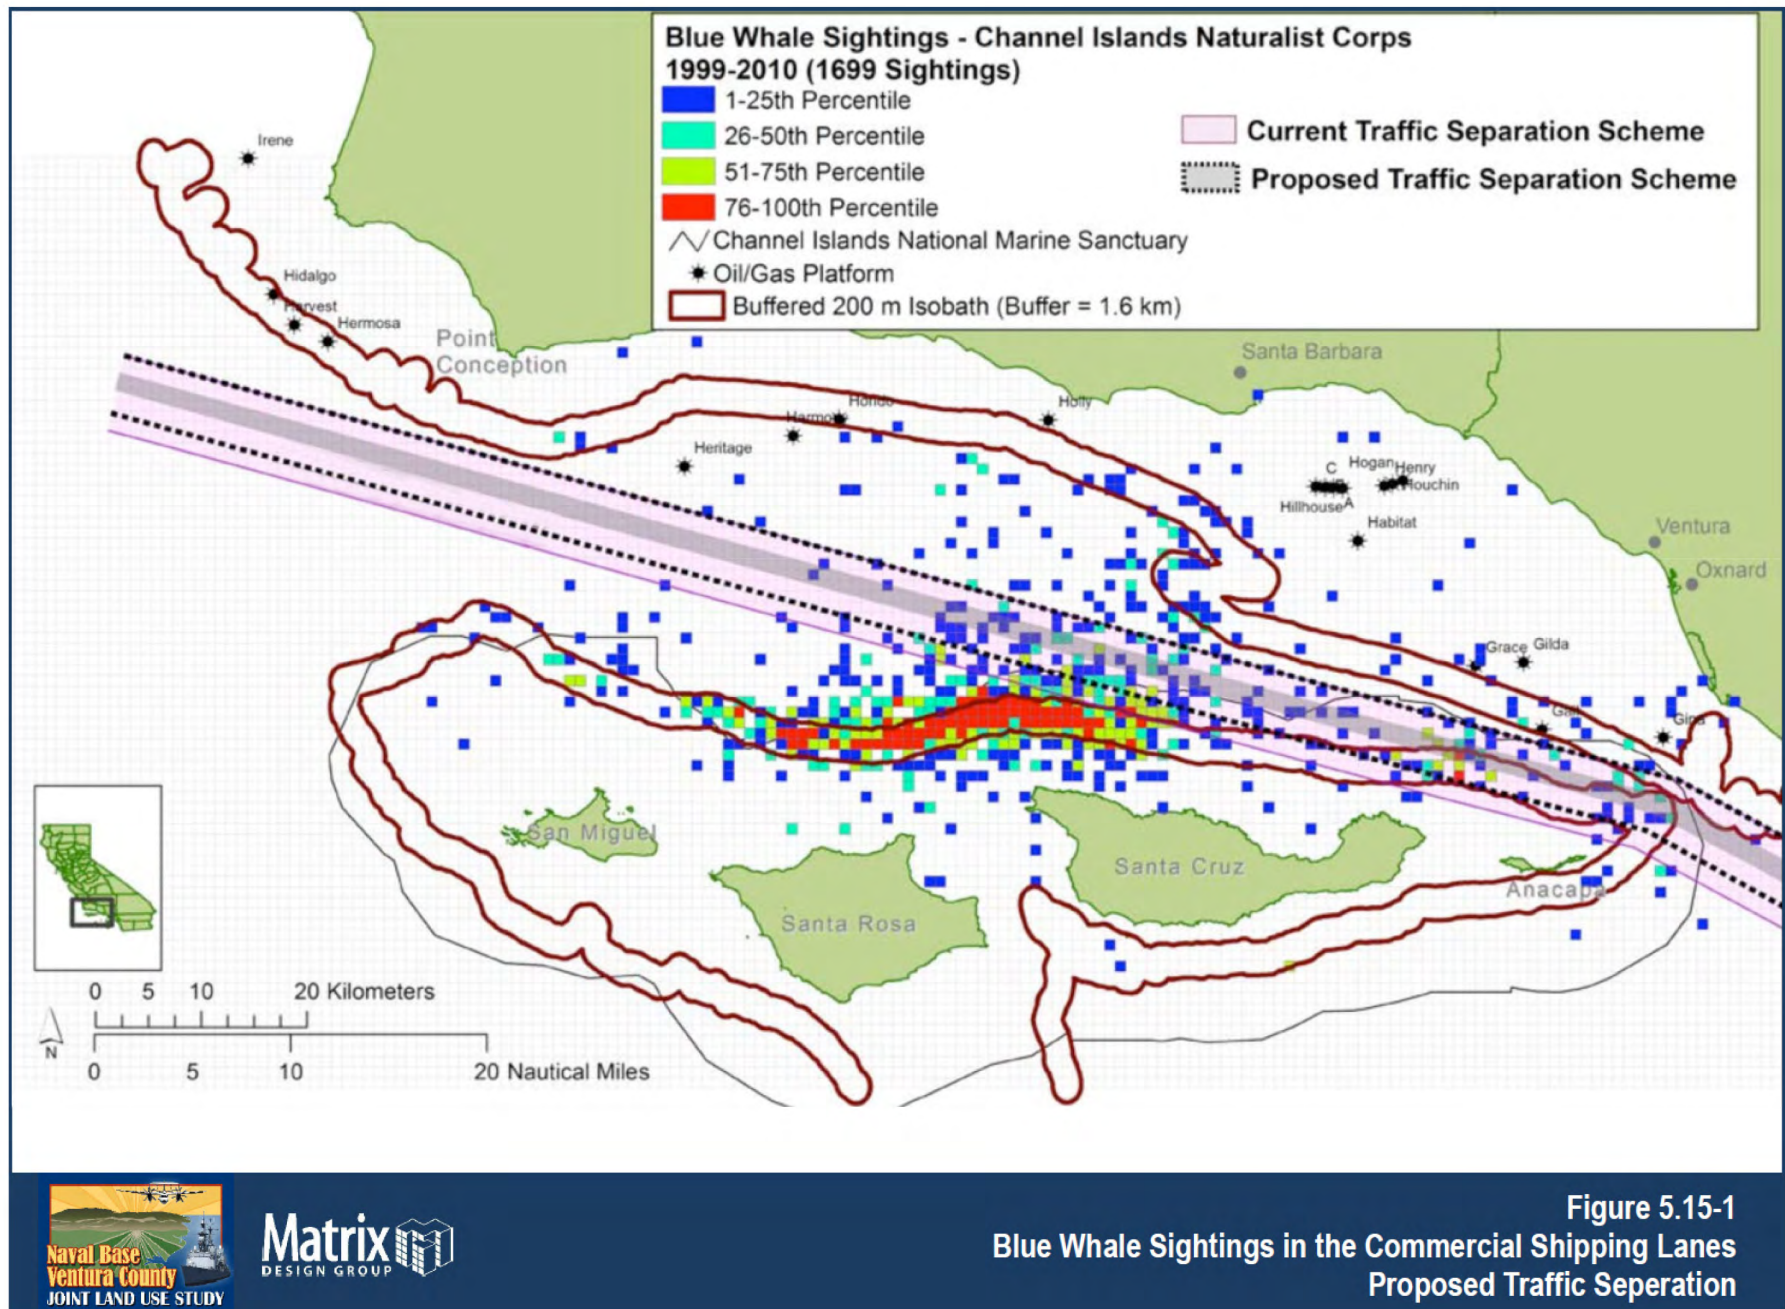 Blue Whale Sightings - Channel Islands Naturalist Corps
1999-2010 (1699 Sightings)
1-25th Percentile
26-50th Percentile
51-75th Percentile
76-100th Percentile
Channel Islands National Marine Sanctuary
Oil/Gas Platform
Buffered 200 m Isobath (Buffer = 1.6 km)
Current Traffic Separation Scheme
Proposed Traffic Separation Scheme
Irene
Hidalgo
Harvest
Hermosa
Point
Conception
Santa Barbara
Hondo
Holly
Heritage
C
Hogan
Henry
Houchin
Hillhouse
A
Habitat
Ventura
Oxnard
Grace
Gilda
Gail
Gina
San Miguel
Santa Cruz
Anacapa
Santa Rosa
0 5 10 20 Kilometers
N
0 5 10 20 Nautical Miles
Naval Base
Ventura County
JOINT LAND USE STUDY
Matrix
DESIGN GROUP
Figure 5.15-1
Blue Whale Sightings in the Commercial Shipping Lanes
Proposed Traffic Seperation